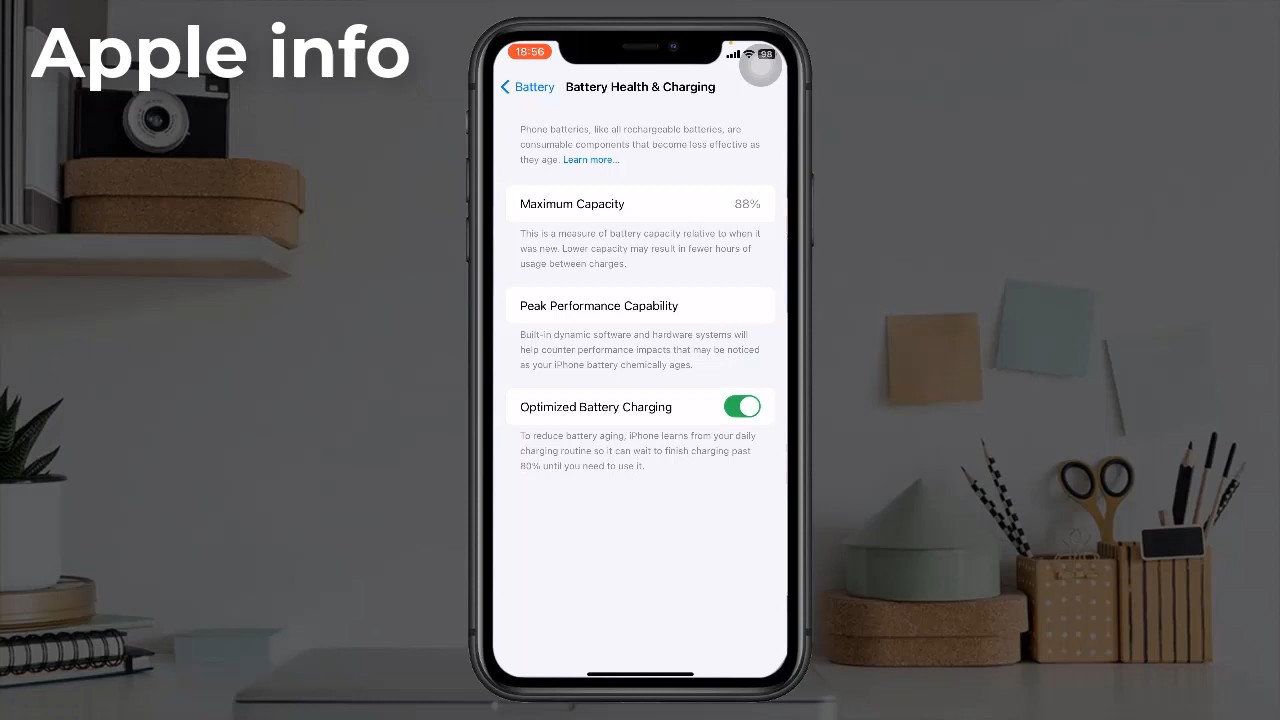 Apple info
18:56
98
Battery
Battery Health & Charging
Phone batteries, like all rechargeable batteries, are
consumable components that become less effective as
they age. Learn more...
Maximum Capacity 88%
This is a measure of battery capacity relative to when it
was new. Lower capacity may result in fewer hours of
usage between charges.
Peak Performance Capability
Built-in dynamic software and hardware systems will
help counter performance impacts that may be noticed
as your iPhone battery chemically ages.
Optimized Battery Charging
To reduce battery aging, iPhone learns from your daily
charging routine so it can wait to finish charging past
80% until you need to use it.